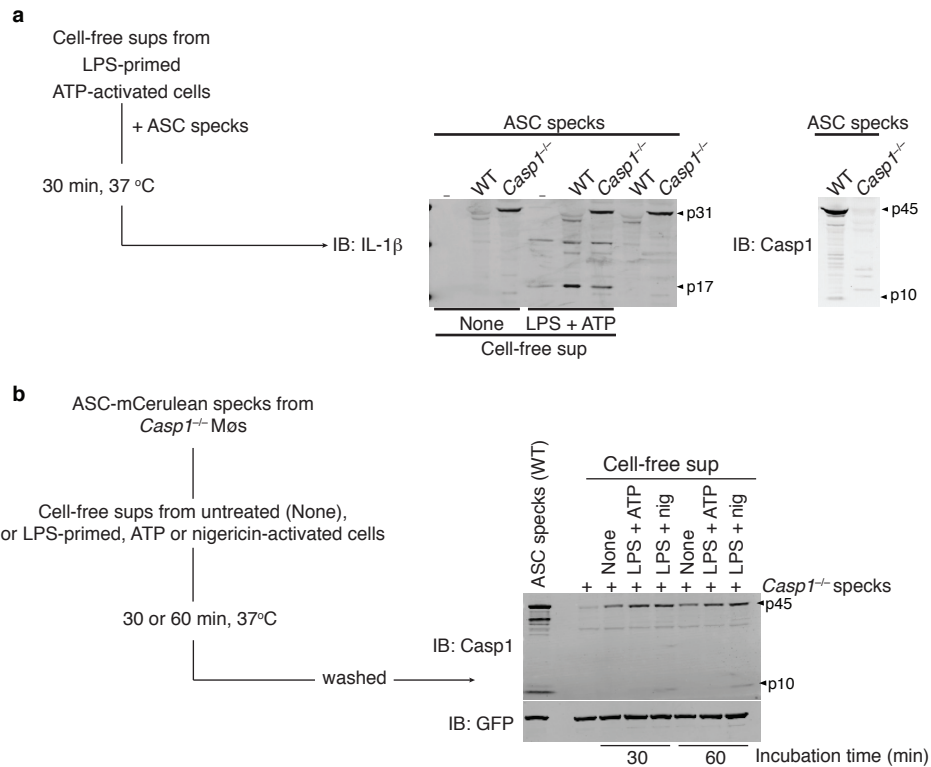 a
Cell-free sups from
LPS-primed
ATP-activated cells
+ ASC specks
30 min, 37 °C
IB: IL-1β
ASC specks
– WT Casp1–/– – WT Casp1–/– WT Casp1–/–
p31
p17
None LPS + ATP
Cell-free sup
ASC specks
WT Casp1–/–
IB: Casp1
p45
p10
b
ASC-mCerulean specks from
Casp1–/– Møs
Cell-free sups from untreated (None),
or LPS-primed, ATP or nigericin-activated cells
30 or 60 min, 37°C
washed
ASC specks (WT)
Cell-free sup
None LPS + ATP LPS + nig None LPS + ATP LPS + nig
+ + + + + + + Casp1–/– specks
p45
IB: Casp1
p10
IB: GFP
30 60 Incubation time (min)